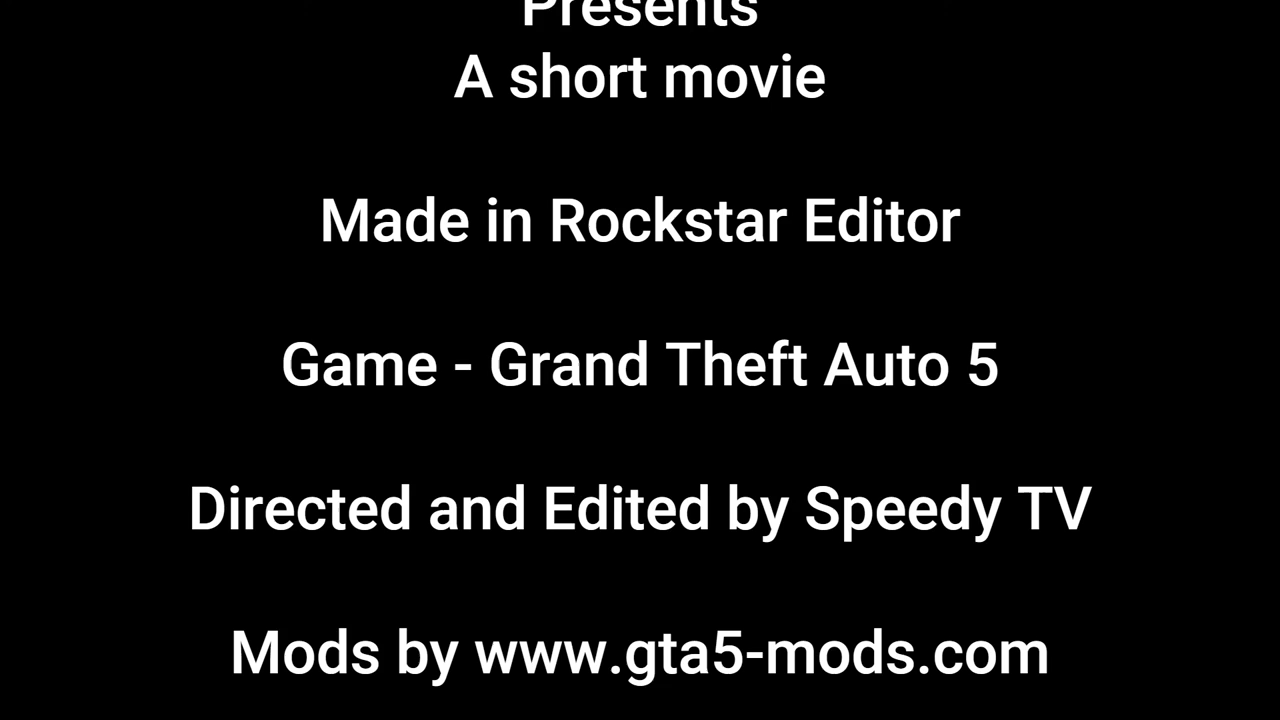 Presents
A short movie
Made in Rockstar Editor
Game - Grand Theft Auto 5
Directed and Edited by Speedy TV
Mods by www.gta5-mods.com